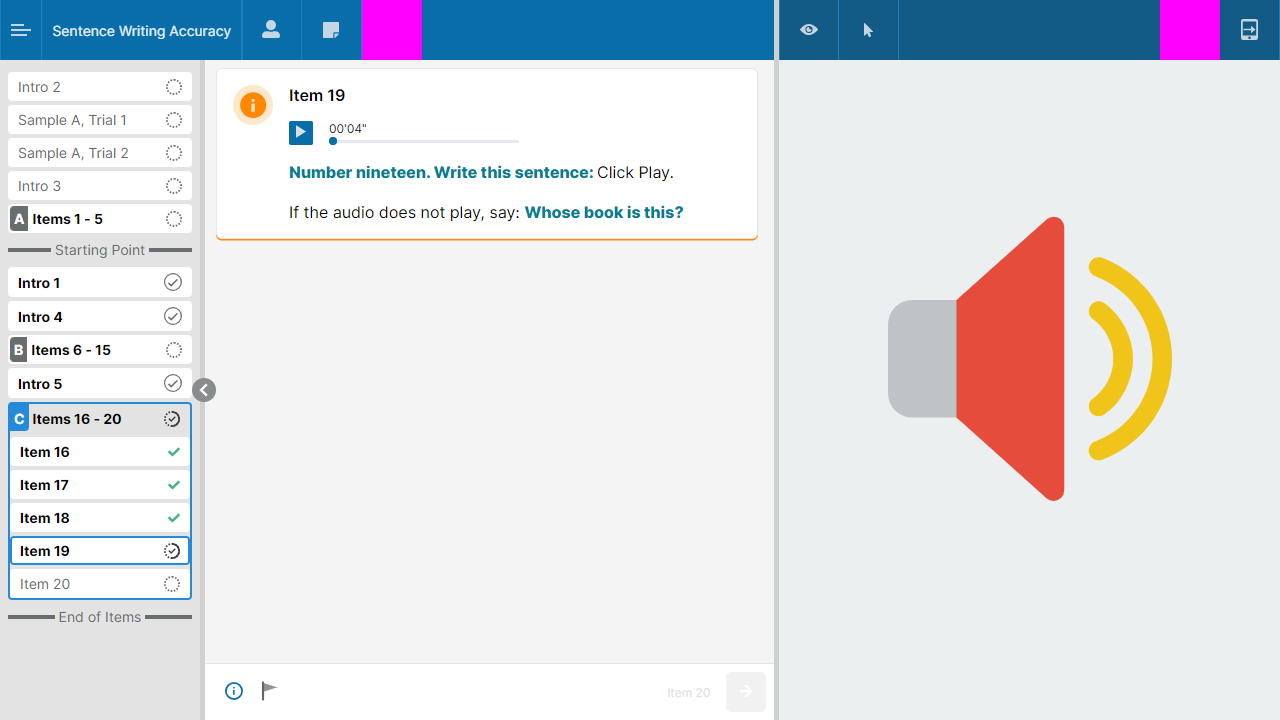 Sentence Writing Accuracy
Intro 2
Sample A, Trial 1
Sample A, Trial 2
Intro 3
A Items 1 - 5
Starting Point
Intro 1
Intro 4
B Items 6 - 15
Intro 5
C Items 16 - 20
Item 16
Item 17
Item 18
Item 19
Item 20
End of Items
Item 19
00'04"
Number nineteen. Write this sentence: Click Play.
If the audio does not play, say: Whose book is this?
Item 20